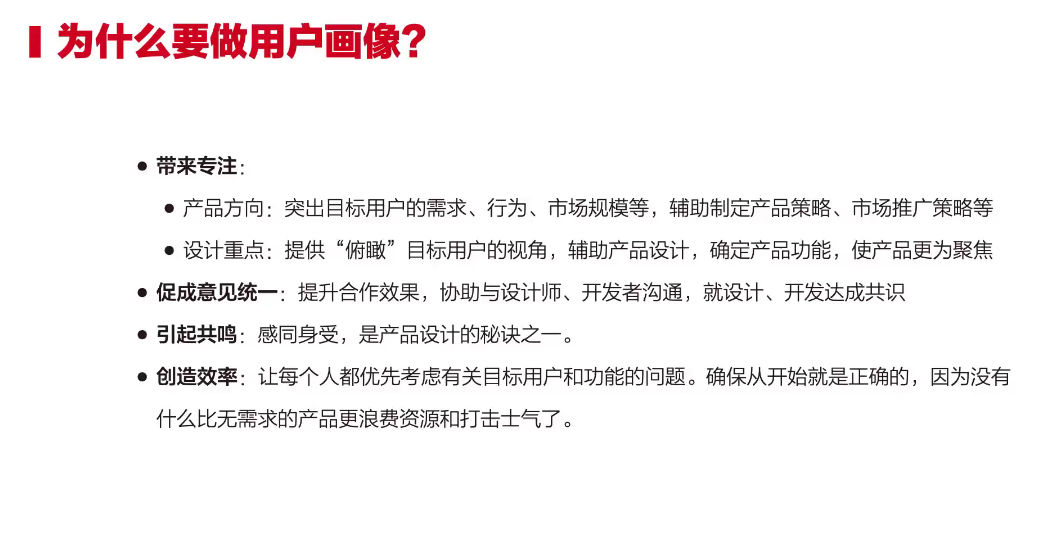 为什么要做用户画像？
● 带来专注：
● 产品方向：突出目标用户的需求、行为、市场规模等，辅助制定产品策略、市场推广策略等
● 设计重点：提供“俯瞰”目标用户的视角，辅助产品设计，确定产品功能，使产品更为聚焦
● 促成意见统一：提升合作效果，协助与设计师、开发者沟通，就设计、开发达成共识
● 引起共鸣：感同身受，是产品设计的秘诀之一。
● 创造效率：让每个人都优先考虑有关目标用户和功能的问题。确保从开始就是正确的，因为没有
什么比无需求的产品更浪费资源和打击士气了。